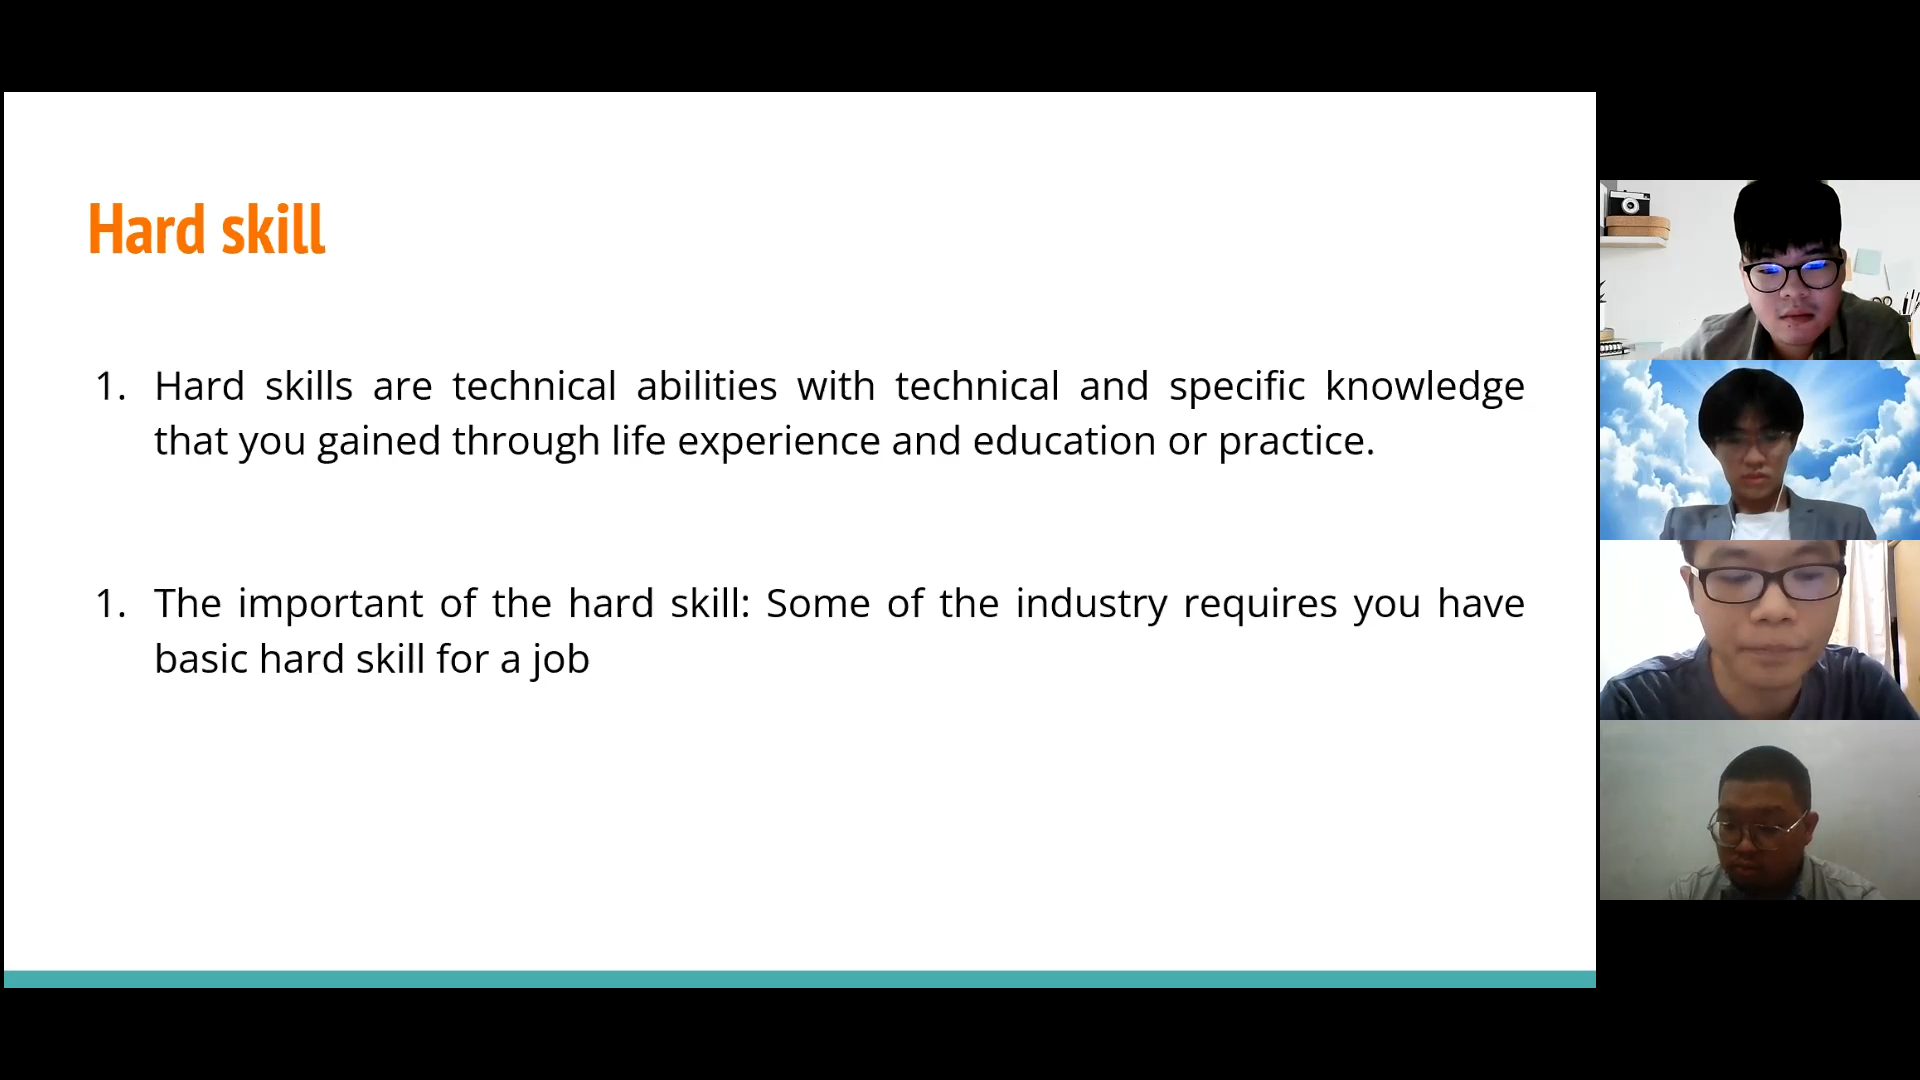 Hard skill
1. Hard skills are technical abilities with technical and specific knowledge
that you gained through life experience and education or practice.
1. The important of the hard skill: Some of the industry requires you have
basic hard skill for a job